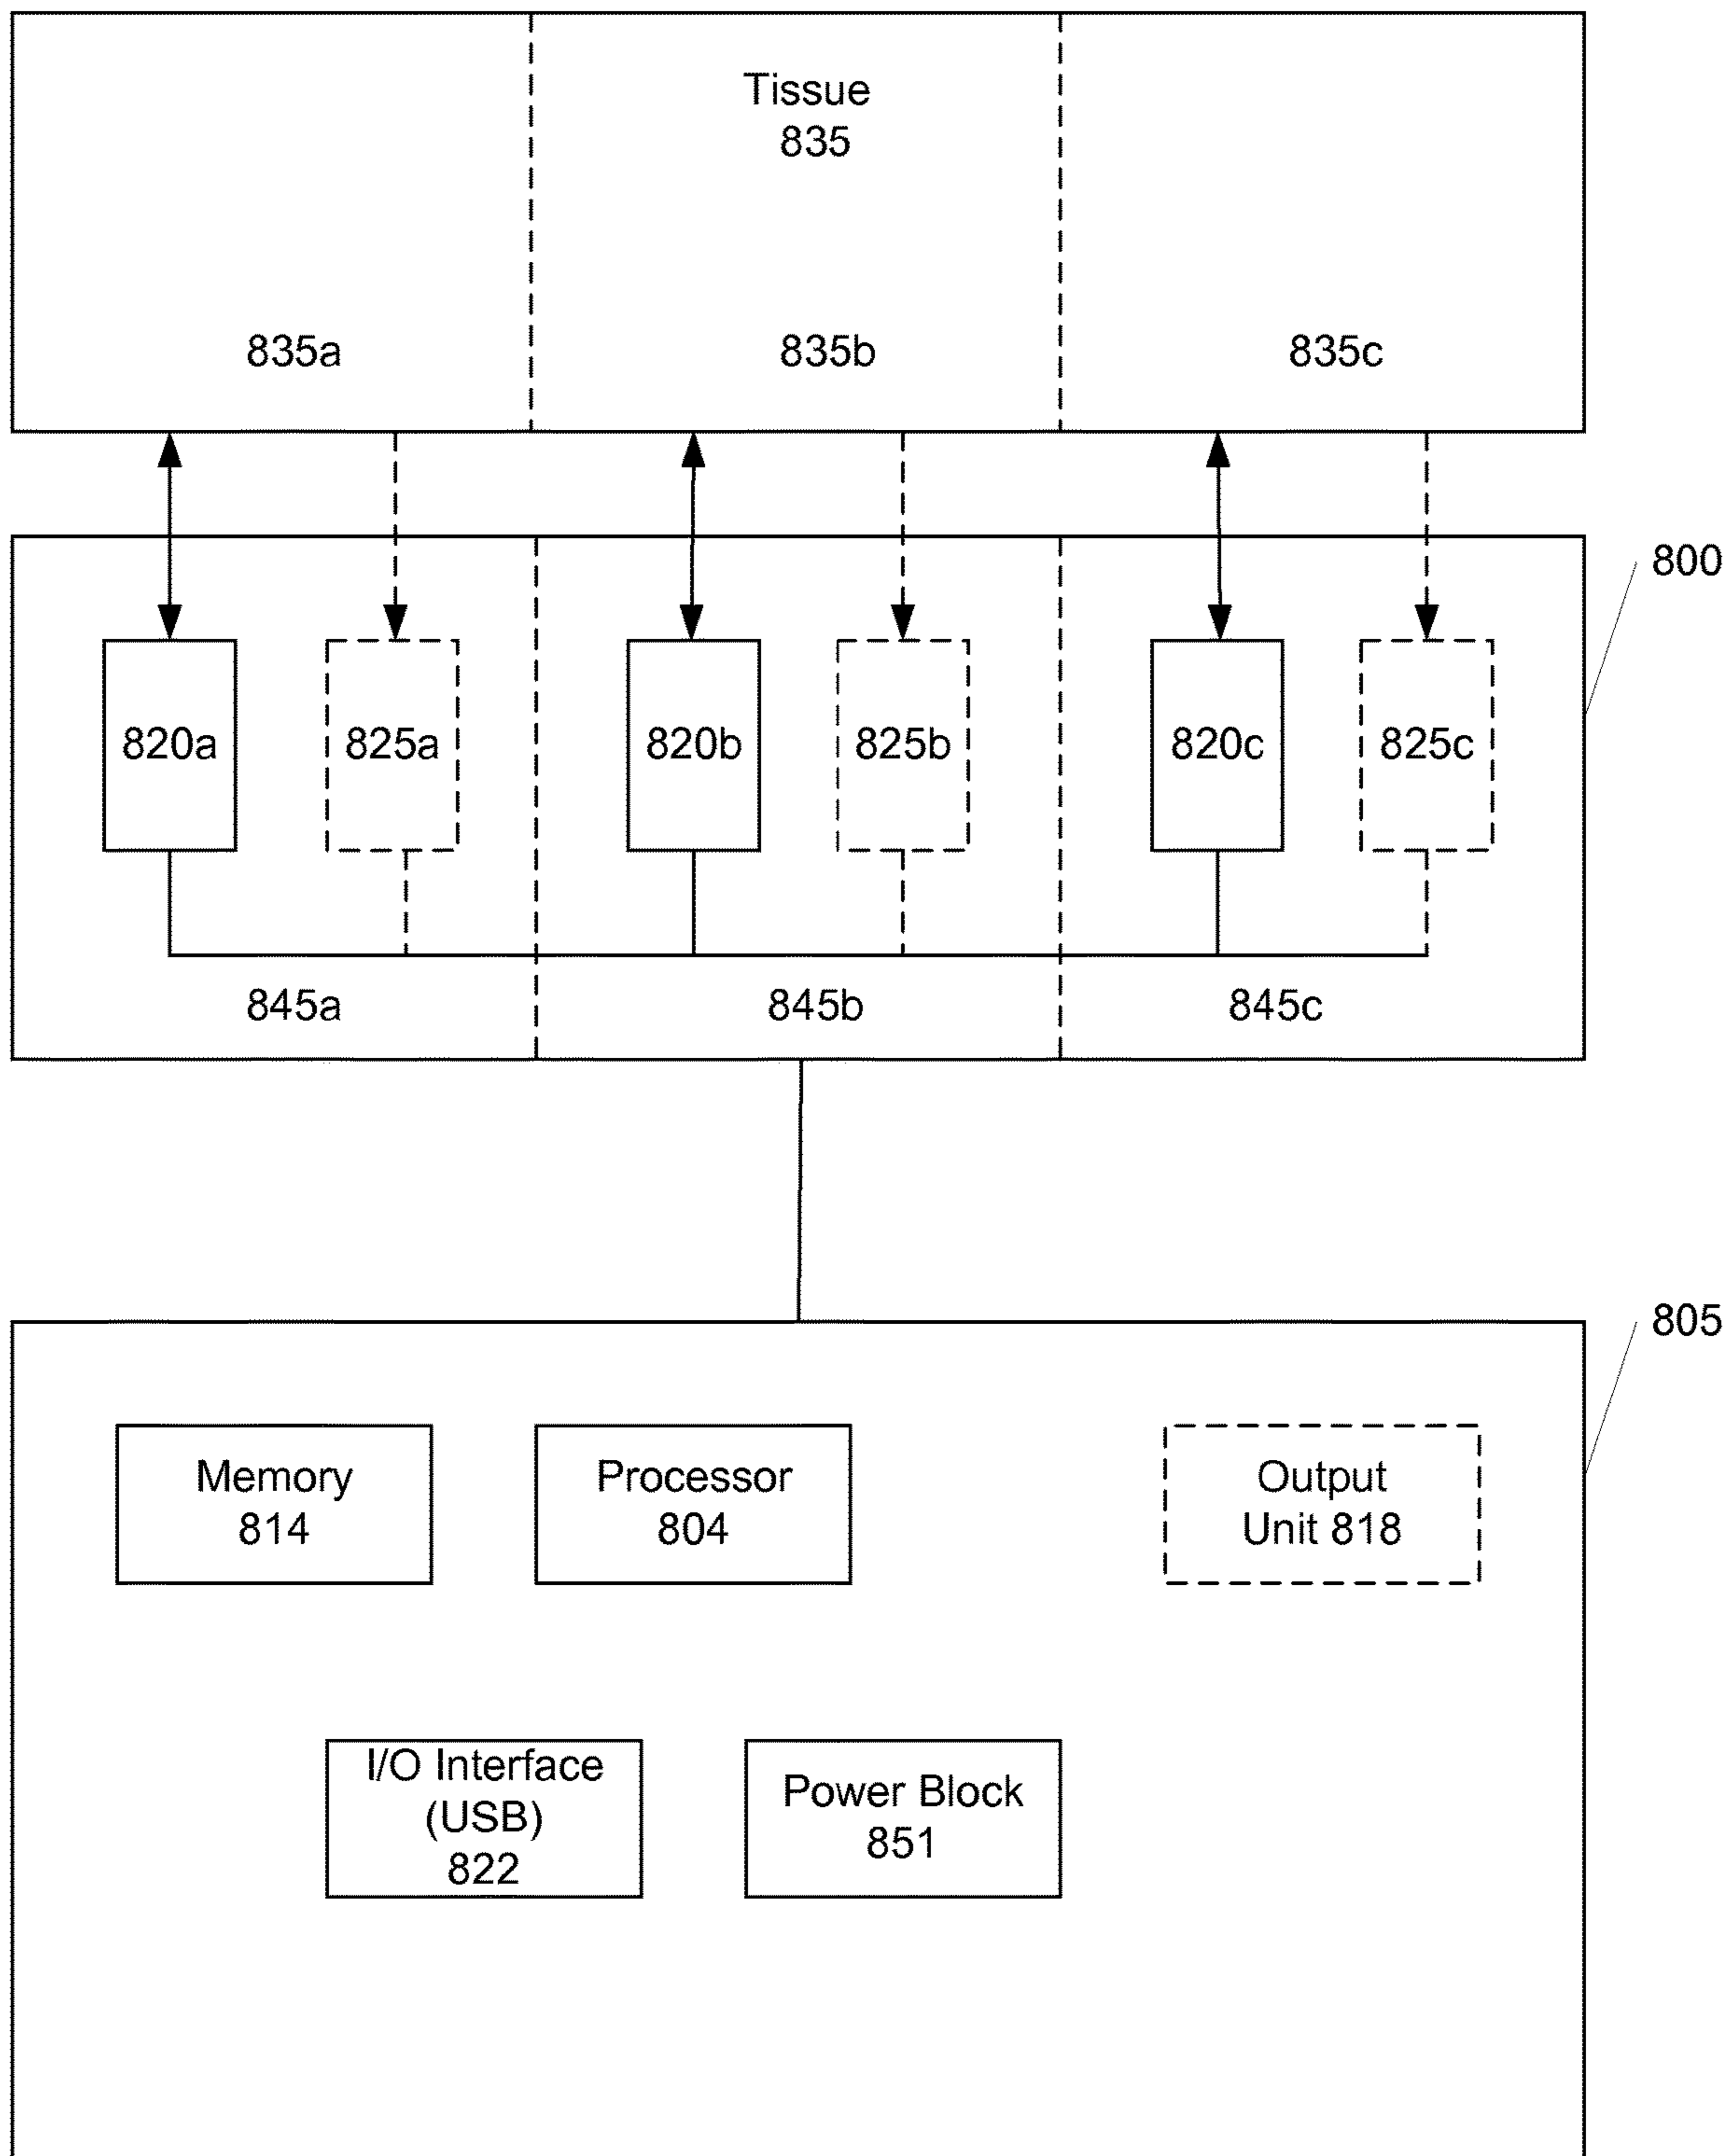 Tissue
835
835a
835b
835c
800
820a
825a
820b
825b
820c
825c
845a
845b
845c
805
Memory
814
Processor
804
Output
Unit 818
I/O Interface
(USB)
822
Power Block
851